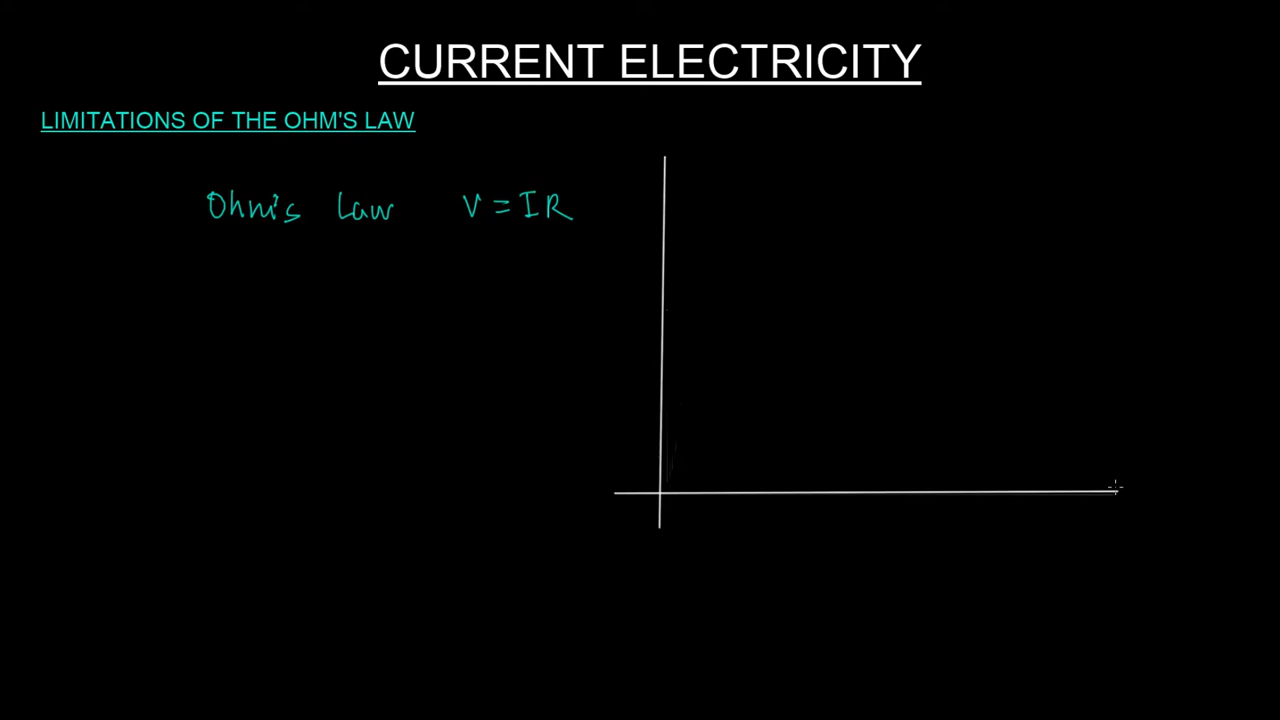 CURRENT ELECTRICITY
LIMITATIONS OF THE OHM'S LAW
Ohm's Law V = IR